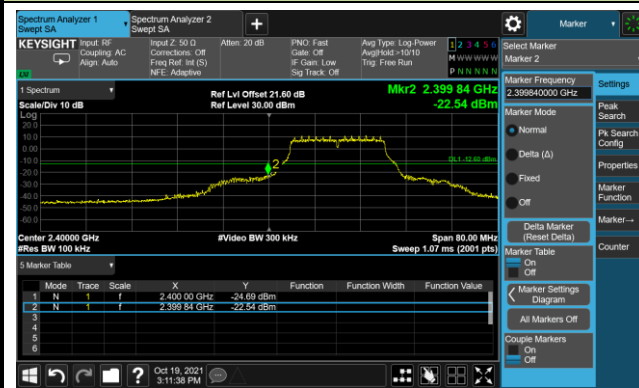 Spectrum Analyzer 1
Swept SA
Spectrum Analyzer 2
Swept SA
+
Marker
KEYSIGHT
Input: RF
Coupling: AC
Align: Auto
Input Z: 50 Ω
Corrections: Off
Freq Ref: Int (S)
NFE: Adaptive
Atten: 20 dB
PNO: Fast
Gate: Off
IF Gain: Low
Sig Track: Off
Avg Type: Log-Power
Avg|Hold:>10/10
Trig: Free Run
1 2 3 4 5 6
M W W W W W
P N N N N N
Select Marker
Marker 2
1 Spectrum
Scale/Div 10 dB
Log
Ref Lvl Offset 21.60 dB
Ref Level 30.00 dBm
Mkr2 2.399 84 GHz
-22.54 dBm
20.0
10.0
0.00
-10.0
-20.0
-30.0
-40.0
-50.0
-60.0
2
DL1 -12.60 dBm
Center 2.40000 GHz
#Res BW 100 kHz
#Video BW 300 kHz
Span 80.00 MHz
Sweep 1.07 ms (2001 pts)
5 Marker Table
Mode Trace Scale X Y Function Function Width Function Value
1 N 1 f 2.400 00 GHz -24.69 dBm
2 N 1 f 2.399 84 GHz -22.54 dBm
3
4
5
6
Marker Frequency
2.399840000 GHz
Marker Mode
Normal
Delta (Δ)
Fixed
Off
Delta Marker
(Reset Delta)
Marker Table
On
Off
Marker Settings
Diagram
All Markers Off
Couple Markers
On
Off
Settings
Peak
Search
Pk Search
Config
Properties
Marker
Function
Marker→
Counter
?
Oct 19, 2021
3:11:38 PM